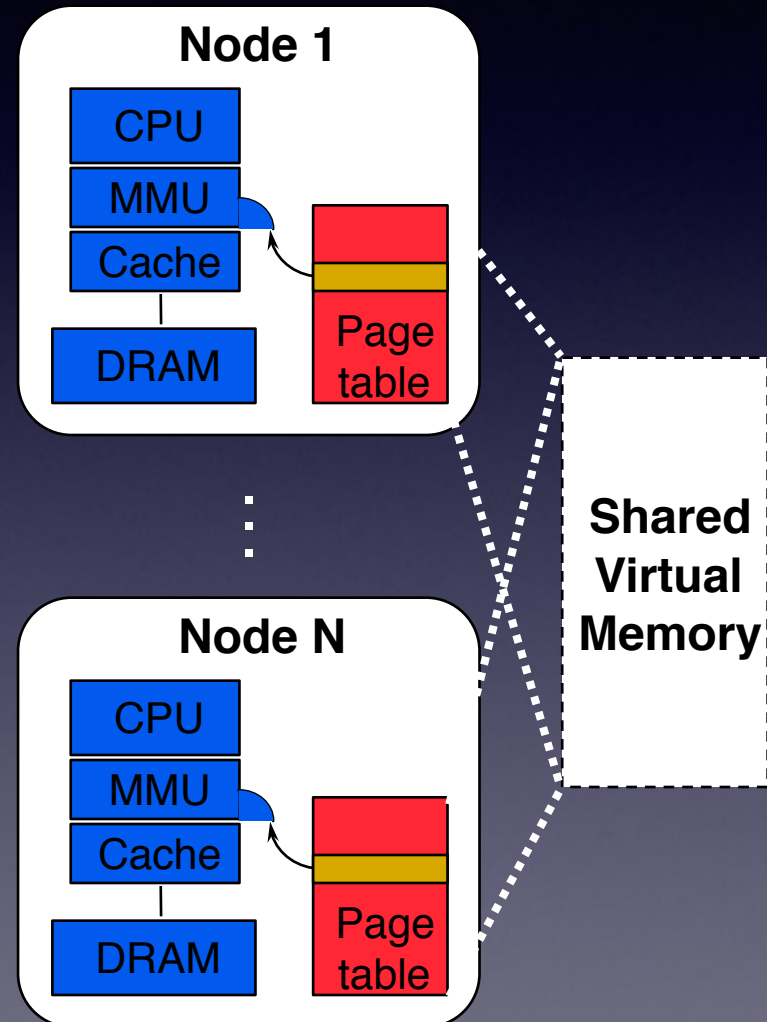 Node 1
CPU
MMU
Cache
DRAM
Page
table
Shared
Virtual
Memory
Node N
CPU
MMU
Cache
DRAM
Page
table